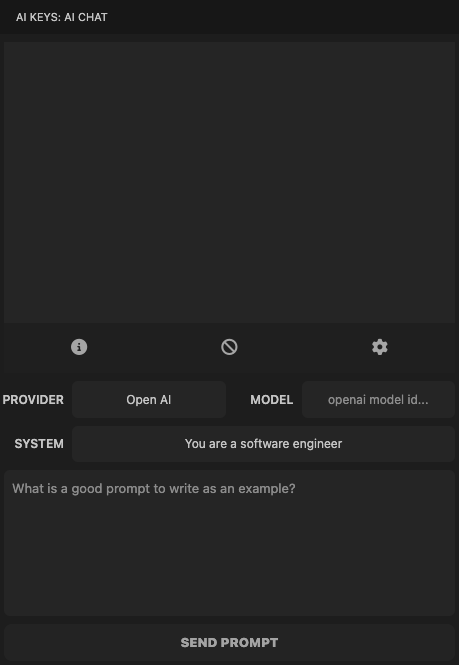 AI KEYS: AI CHAT
PROVIDER Open AI MODEL openai model id...
SYSTEM You are a software engineer
What is a good prompt to write as an example?
SEND PROMPT